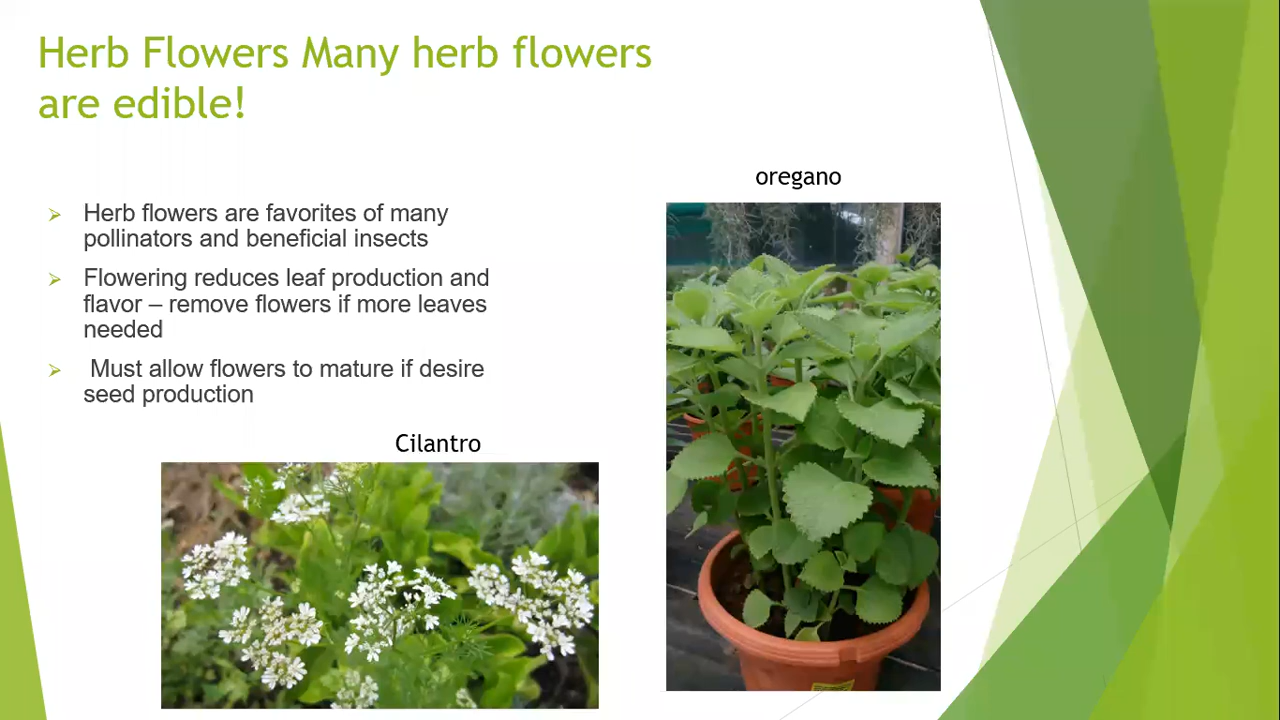 Herb Flowers Many herb flowers
are edible!
oregano
Herb flowers are favorites of many
pollinators and beneficial insects
Flowering reduces leaf production and
flavor – remove flowers if more leaves
needed
Must allow flowers to mature if desire
seed production
Cilantro